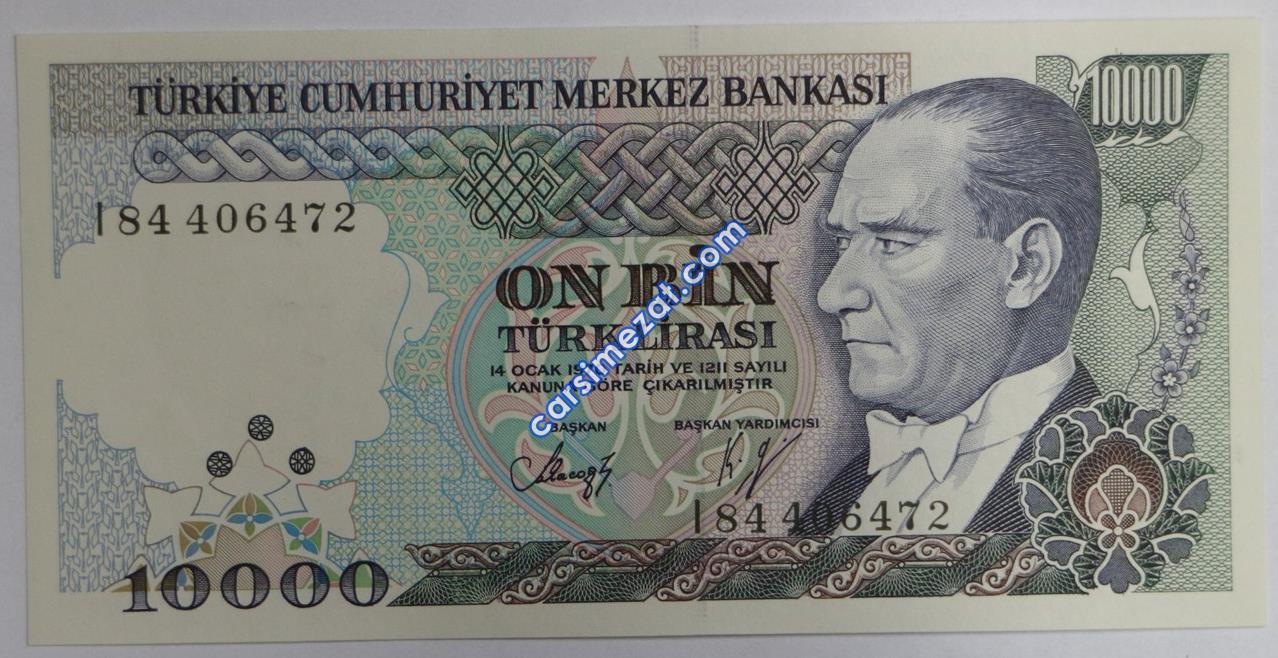 TÜRKİYE CUMHURİYET MERKEZ BANKASI
10000
I84 406472
ON BİN
TÜRK LİRASI
14 OCAK TARİH VE 1211 SAYILI
KANUNA GÖRE ÇIKARILMIŞTIR
BAŞKAN
BAŞKAN YARDIMCISI
I84 406472
10000
carsimezat.com